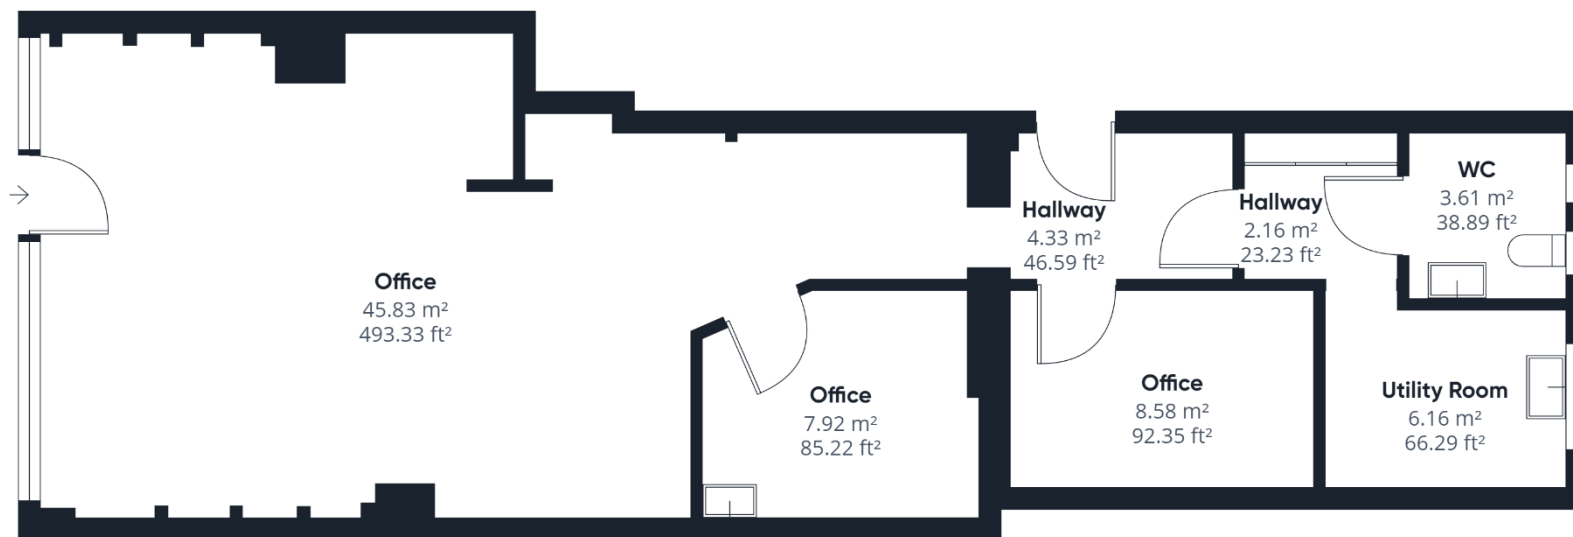 Office
45.83 m²
493.33 ft²
Office
7.92 m²
85.22 ft²
Hallway
4.33 m²
46.59 ft²
Office
8.58 m²
92.35 ft²
Hallway
2.16 m²
23.23 ft²
WC
3.61 m²
38.89 ft²
Utility Room
6.16 m²
66.29 ft²